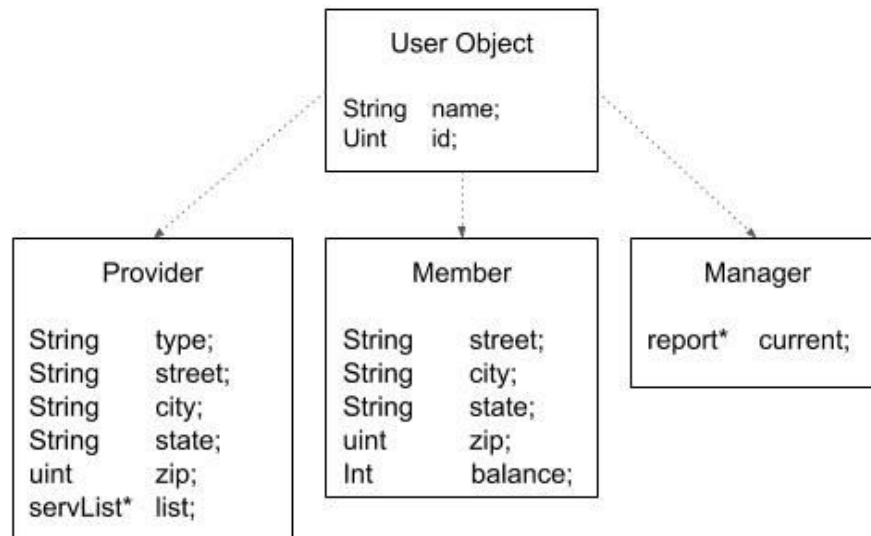 User Object
String name;
Uint id;
Provider
String type;
String street;
String city;
String state;
uint zip;
servList* list;
Member
String street;
String city;
String state;
uint zip;
Int balance;
Manager
report* current;